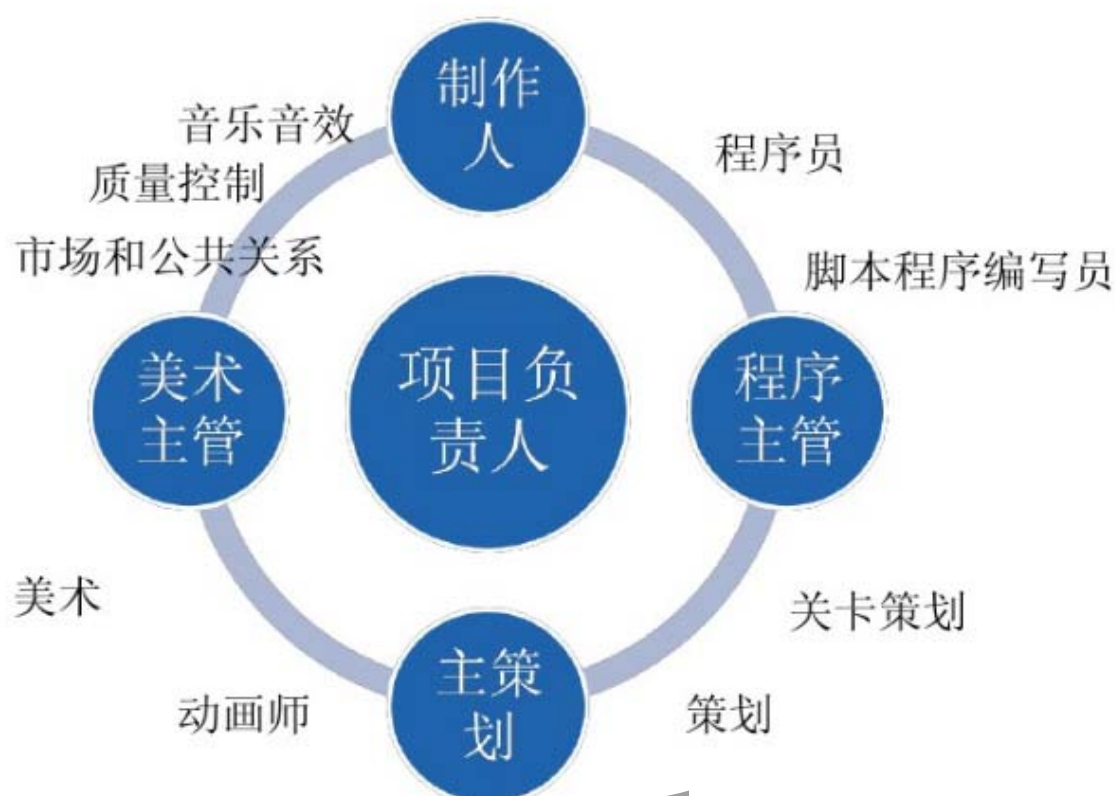 制作
人
音乐音效
程序员
质量控制
市场和公共关系
脚本程序编写员
美术
主管
项目负
责人
程序
主管
美术
关卡策划
动画师
主策
划
策划